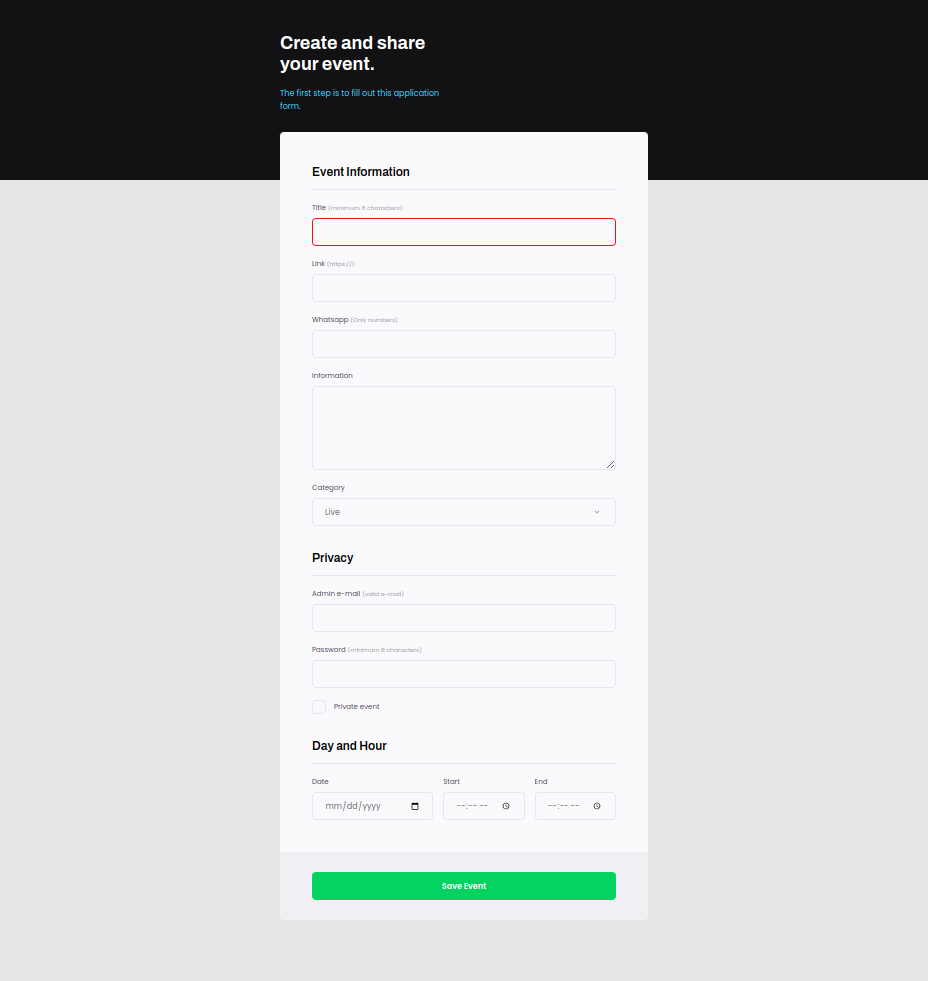 Create and share
your event.
The first step is to fill out this application
form.
Event Information
Title (minimum 8 characters)
Link (https://)
Whatsapp (Only numbers)
Information
Category
Live
Privacy
Admin e-mail (valid e-mail)
Password (minimum 8 characters)
Private event
Day and Hour
Date Start End
mm/dd/yyyy --:-- -- --:-- --
Save Event